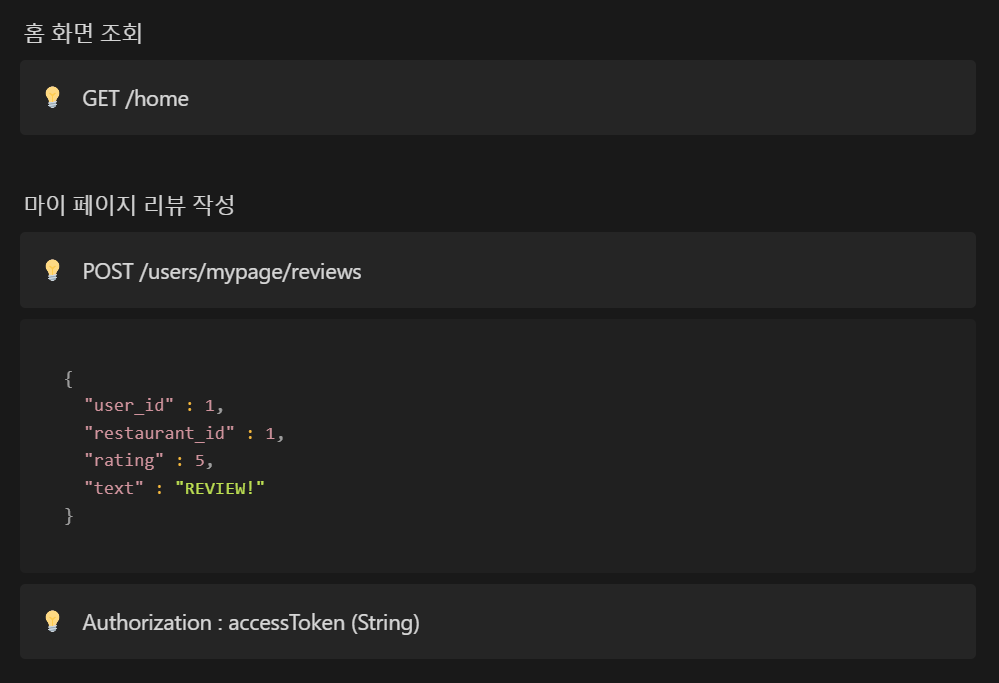 홈 화면 조회
GET /home
마이 페이지 리뷰 작성
POST /users/mypage/reviews
{
"user_id" : 1,
"restaurant_id" : 1,
"rating" : 5,
"text" : "REVIEW!"
}
Authorization : accessToken (String)